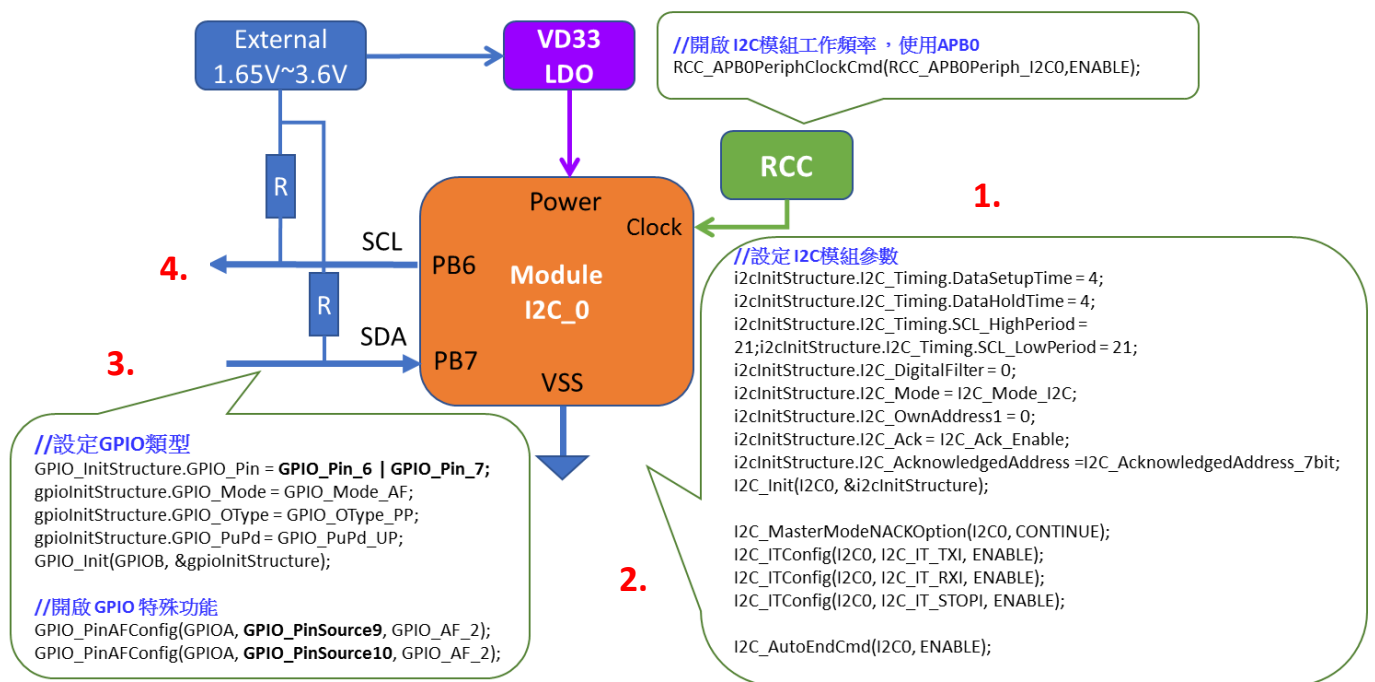 External
1.65V~3.6V
VD33
LDO
//開啟 I2C模組工作頻率 ，使用APB0
RCC_APB0PeriphClockCmd(RCC_APB0Periph_I2C0,ENABLE);
RCC
1.
R
Power
Clock
SCL
4.
PB6
Module
I2C_0
R
SDA
3.
PB7
VSS
//設定 I2C模組參數
i2cInitStructure.I2C_Timing.DataSetupTime = 4;
i2cInitStructure.I2C_Timing.DataHoldTime = 4;
i2cInitStructure.I2C_Timing.SCL_HighPeriod =
21;i2cInitStructure.I2C_Timing.SCL_LowPeriod = 21;
i2cInitStructure.I2C_DigitalFilter = 0;
i2cInitStructure.I2C_Mode = I2C_Mode_I2C;
i2cInitStructure.I2C_OwnAddress1 = 0;
i2cInitStructure.I2C_Ack = I2C_Ack_Enable;
i2cInitStructure.I2C_AcknowledgedAddress =I2C_AcknowledgedAddress_7bit;
I2C_Init(I2C0, &i2cInitStructure);
I2C_MasterModeNACKOption(I2C0, CONTINUE);
I2C_ITConfig(I2C0, I2C_IT_TXI, ENABLE);
I2C_ITConfig(I2C0, I2C_IT_RXI, ENABLE);
I2C_ITConfig(I2C0, I2C_IT_STOPI, ENABLE);
I2C_AutoEndCmd(I2C0, ENABLE);
2.
//設定GPIO類型
GPIO_InitStructure.GPIO_Pin = GPIO_Pin_6 | GPIO_Pin_7;
gpioInitStructure.GPIO_Mode = GPIO_Mode_AF;
gpioInitStructure.GPIO_OType = GPIO_OType_PP;
gpioInitStructure.GPIO_PuPd = GPIO_PuPd_UP;
GPIO_Init(GPIOB, &gpioInitStructure);
//開啟 GPIO 特殊功能
GPIO_PinAFConfig(GPIOA, GPIO_PinSource9, GPIO_AF_2);
GPIO_PinAFConfig(GPIOA, GPIO_PinSource10, GPIO_AF_2);